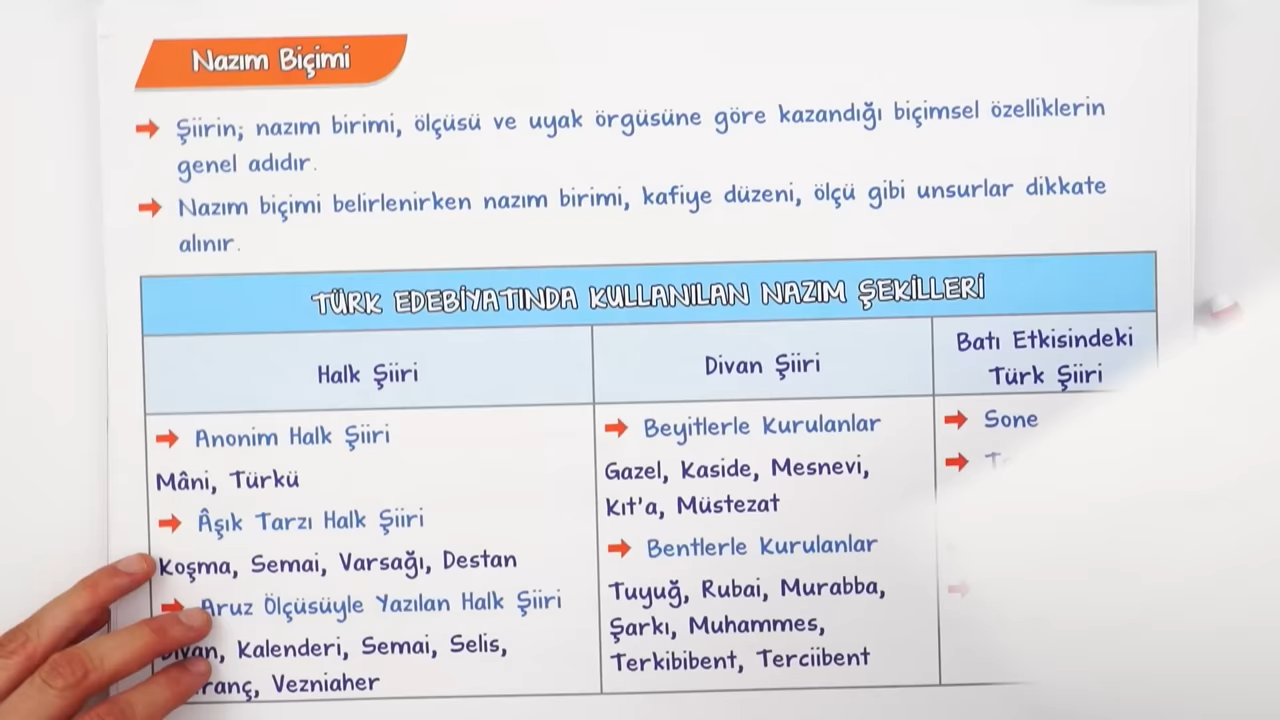 Nazım Biçimi
Şiirin; nazım birimi, ölçüsü ve uyak örgüsüne göre kazandığı biçimsel özelliklerin
genel adıdır.
Nazım biçimi belirlenirken nazım birimi, kafiye düzeni, ölçü gibi unsurlar dikkate
alınır.
TÜRK EDEBİYATINDA KULLANILAN NAZIM ŞEKİLLERİ
Halk Şiiri
Anonim Halk Şiiri
Mâni, Türkü
Âşık Tarzı Halk Şiiri
Koşma, Semai, Varsağı, Destan
Aruz Ölçüsüyle Yazılan Halk Şiiri
Divan, Kalenderi, Semai, Selis,
Vezniaher
Divan Şiiri
Beyitlerle Kurulanlar
Gazel, Kaside, Mesnevi,
Kıt'a, Müstezat
Bentlerle Kurulanlar
Tuyuğ, Rubai, Murabba,
Şarkı, Muhammes,
Terkibibent, Terciibent
Batı Etkisindeki
Türk Şiiri
Sone